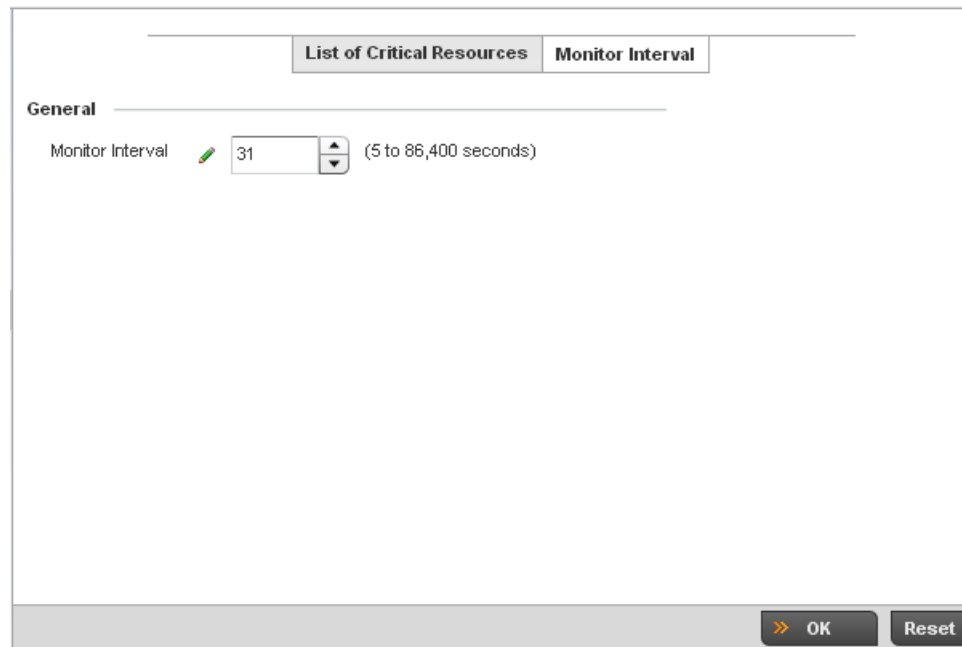 List of Critical Resources Monitor Interval
General
Monitor Interval 31 (5 to 86,400 seconds)
OK Reset